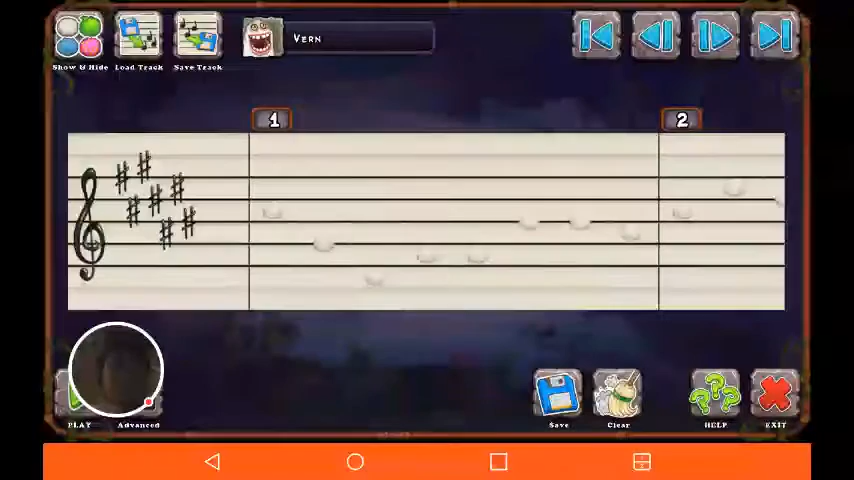 Show & Hide Load Track Save Track
Vern
1 2
PLAY Advanced Save Clear HELP EXIT